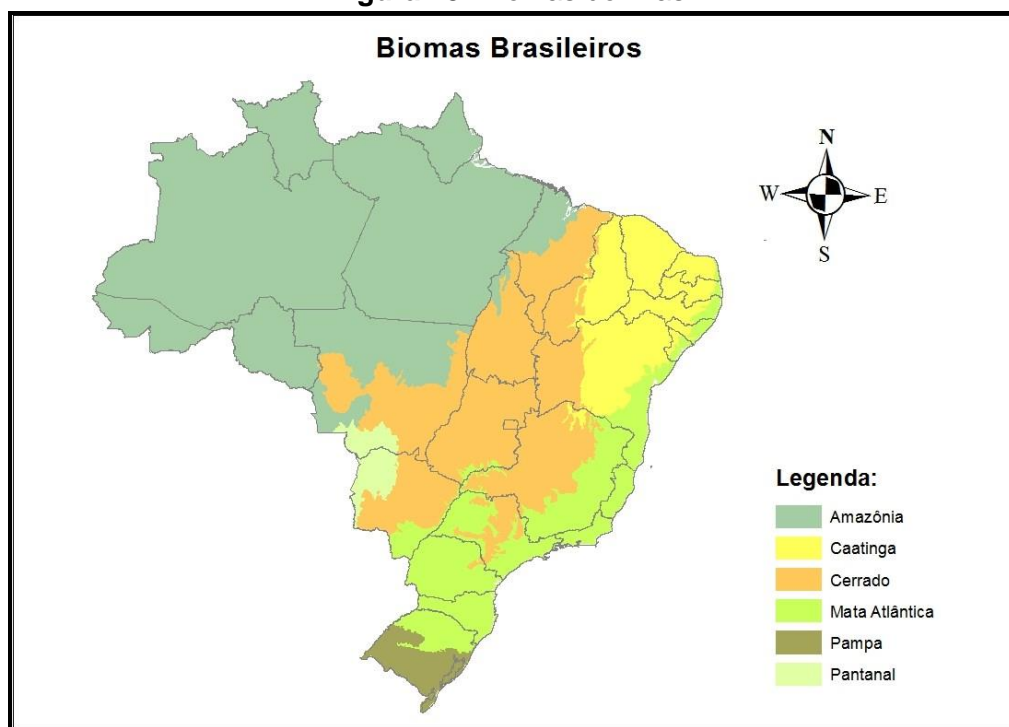 Biomas Brasileiros
N
W E
S
Legenda:
Amazônia
Caatinga
Cerrado
Mata Atlântica
Pampa
Pantanal